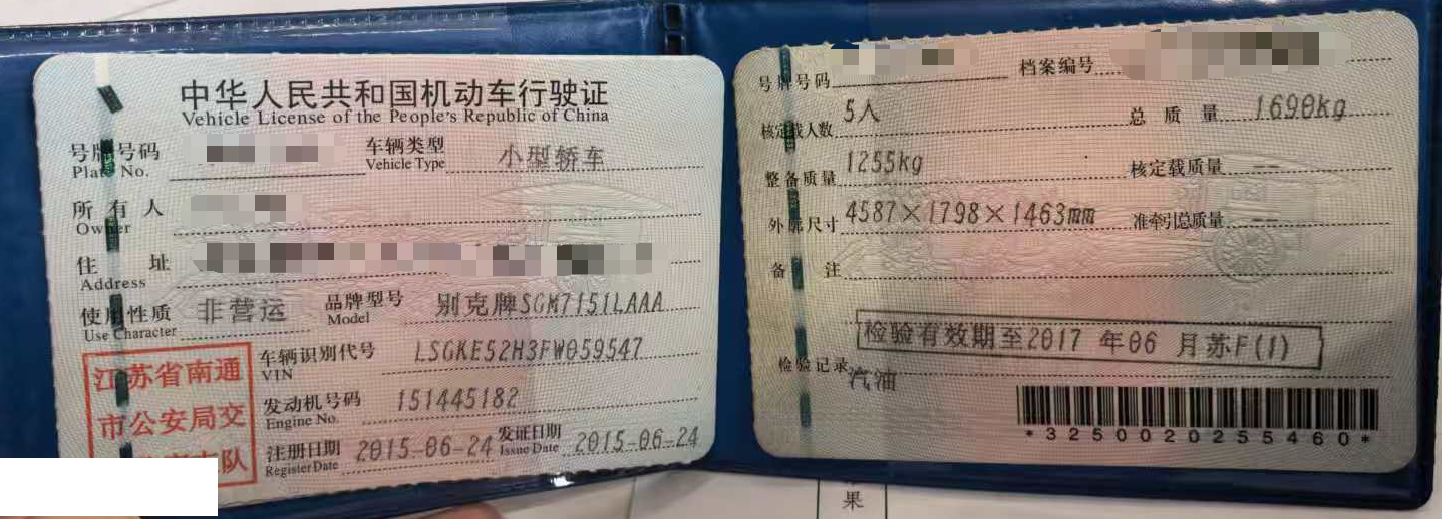 中华人民共和国机动车行驶证
Vehicle License of the People's Republic of China
号牌号码
Plate No.
车辆类型
Vehicle Type
小型轿车
所有人
Owner
住址
Address
使用性质
Use Character
非营运
品牌型号
Model
别克牌SGM7151LAAA
江苏省南通
市公安局交
队
车辆识别代号
VIN
LSGKE52H3FW059547
发动机号码
Engine No.
151445182
注册日期
Register Date
2015-06-24
发证日期
Issue Date
2015-06-24
号牌号码
档案编号
核定载人数 5人
总质量 1690kg
整备质量 1255kg
核定载质量 --
外廓尺寸 4587×1798×1463mm
准牵引总质量 --
备注
检验有效期至2017 年06 月苏F(1)
检验记录
汽油
*3250020255460*
果